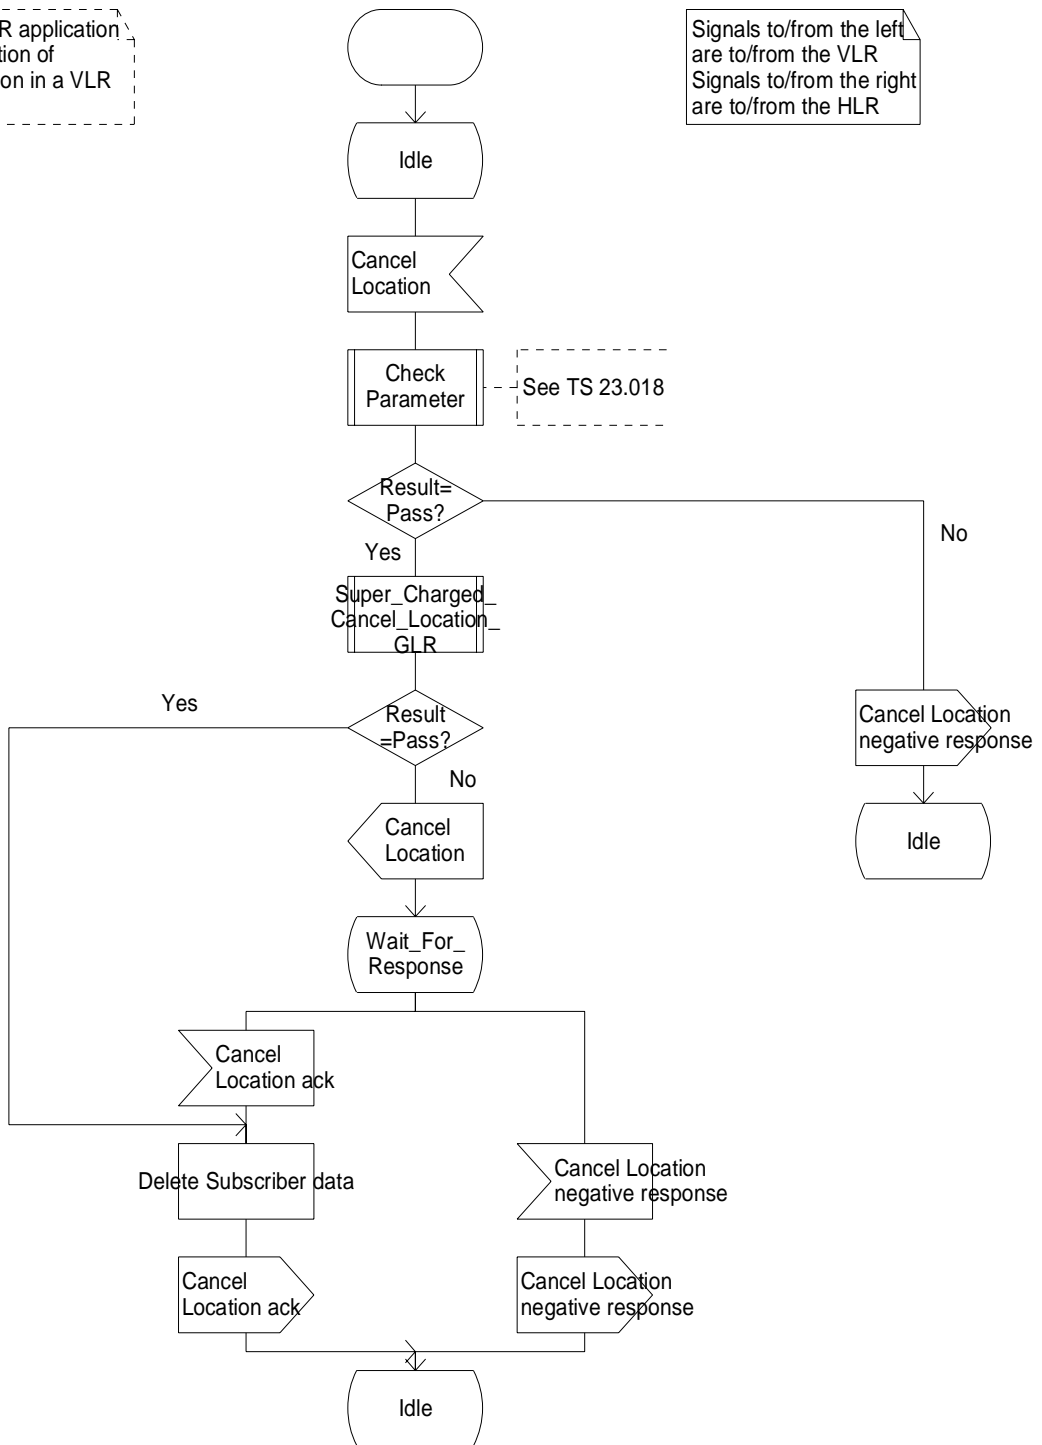 R application
tion of
on in a VLR
Signals to/from the left
are to/from the VLR
Signals to/from the right
are to/from the HLR
Idle
Cancel
Location
Check
Parameter
See TS 23.018
Result=
Pass?
No
Yes
Super_Charged_
Cancel_Location_
GLR
Yes
Result
=Pass?
Cancel Location
negative response
No
Cancel
Location
Idle
Wait_For_
Response
Cancel
Location ack
Delete Subscriber data
Cancel Location
negative response
Cancel
Location ack
Cancel Location
negative response
Idle